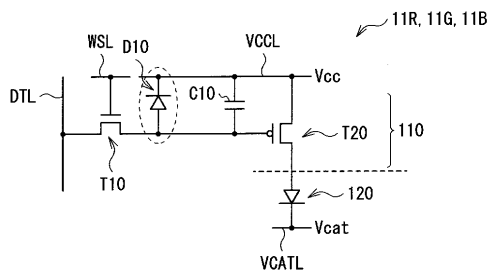 11R, 11G, 11B
WSL D10 VCCL
Vcc
DTL
C10
T20 110
T10
120
Vcat
VCATL